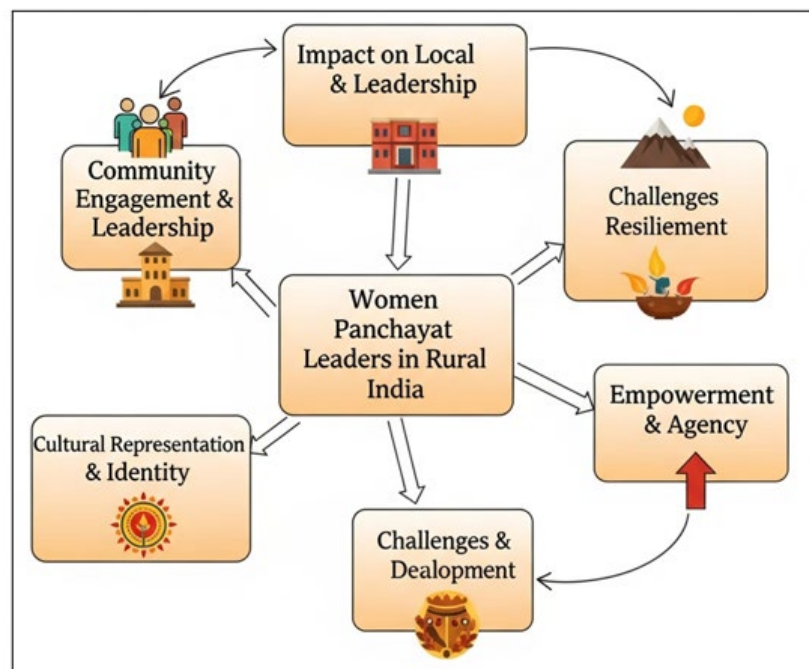 Impact on Local
& Leadership
Community
Engagement &
Leadership
Challenges
Resiliement
Women
Panchayat
Leaders in Rural
India
Empowerment
& Agency
Cultural Representation
& Identity
Challenges &
Dealopment